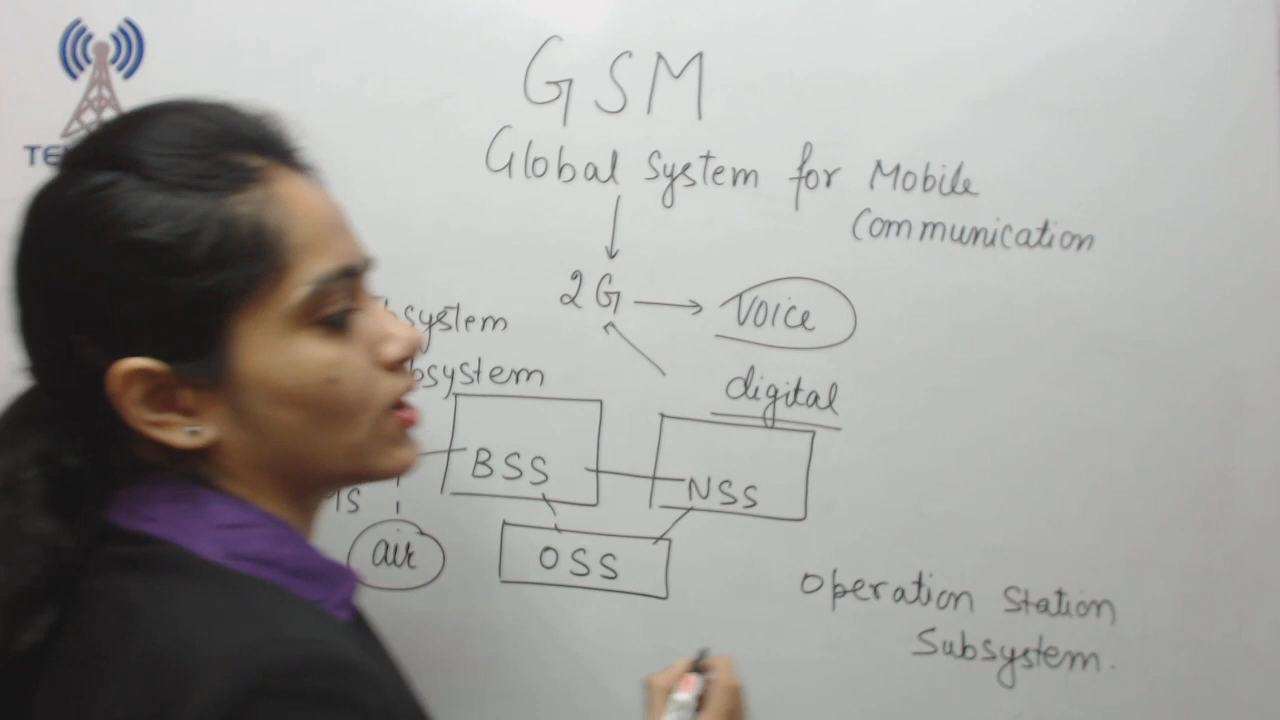 GSM
Global System for Mobile
Communication
2G → Voice
system
bsystem
digital
BSS
NSS
OSS
air
Operation Station
Subsystem.